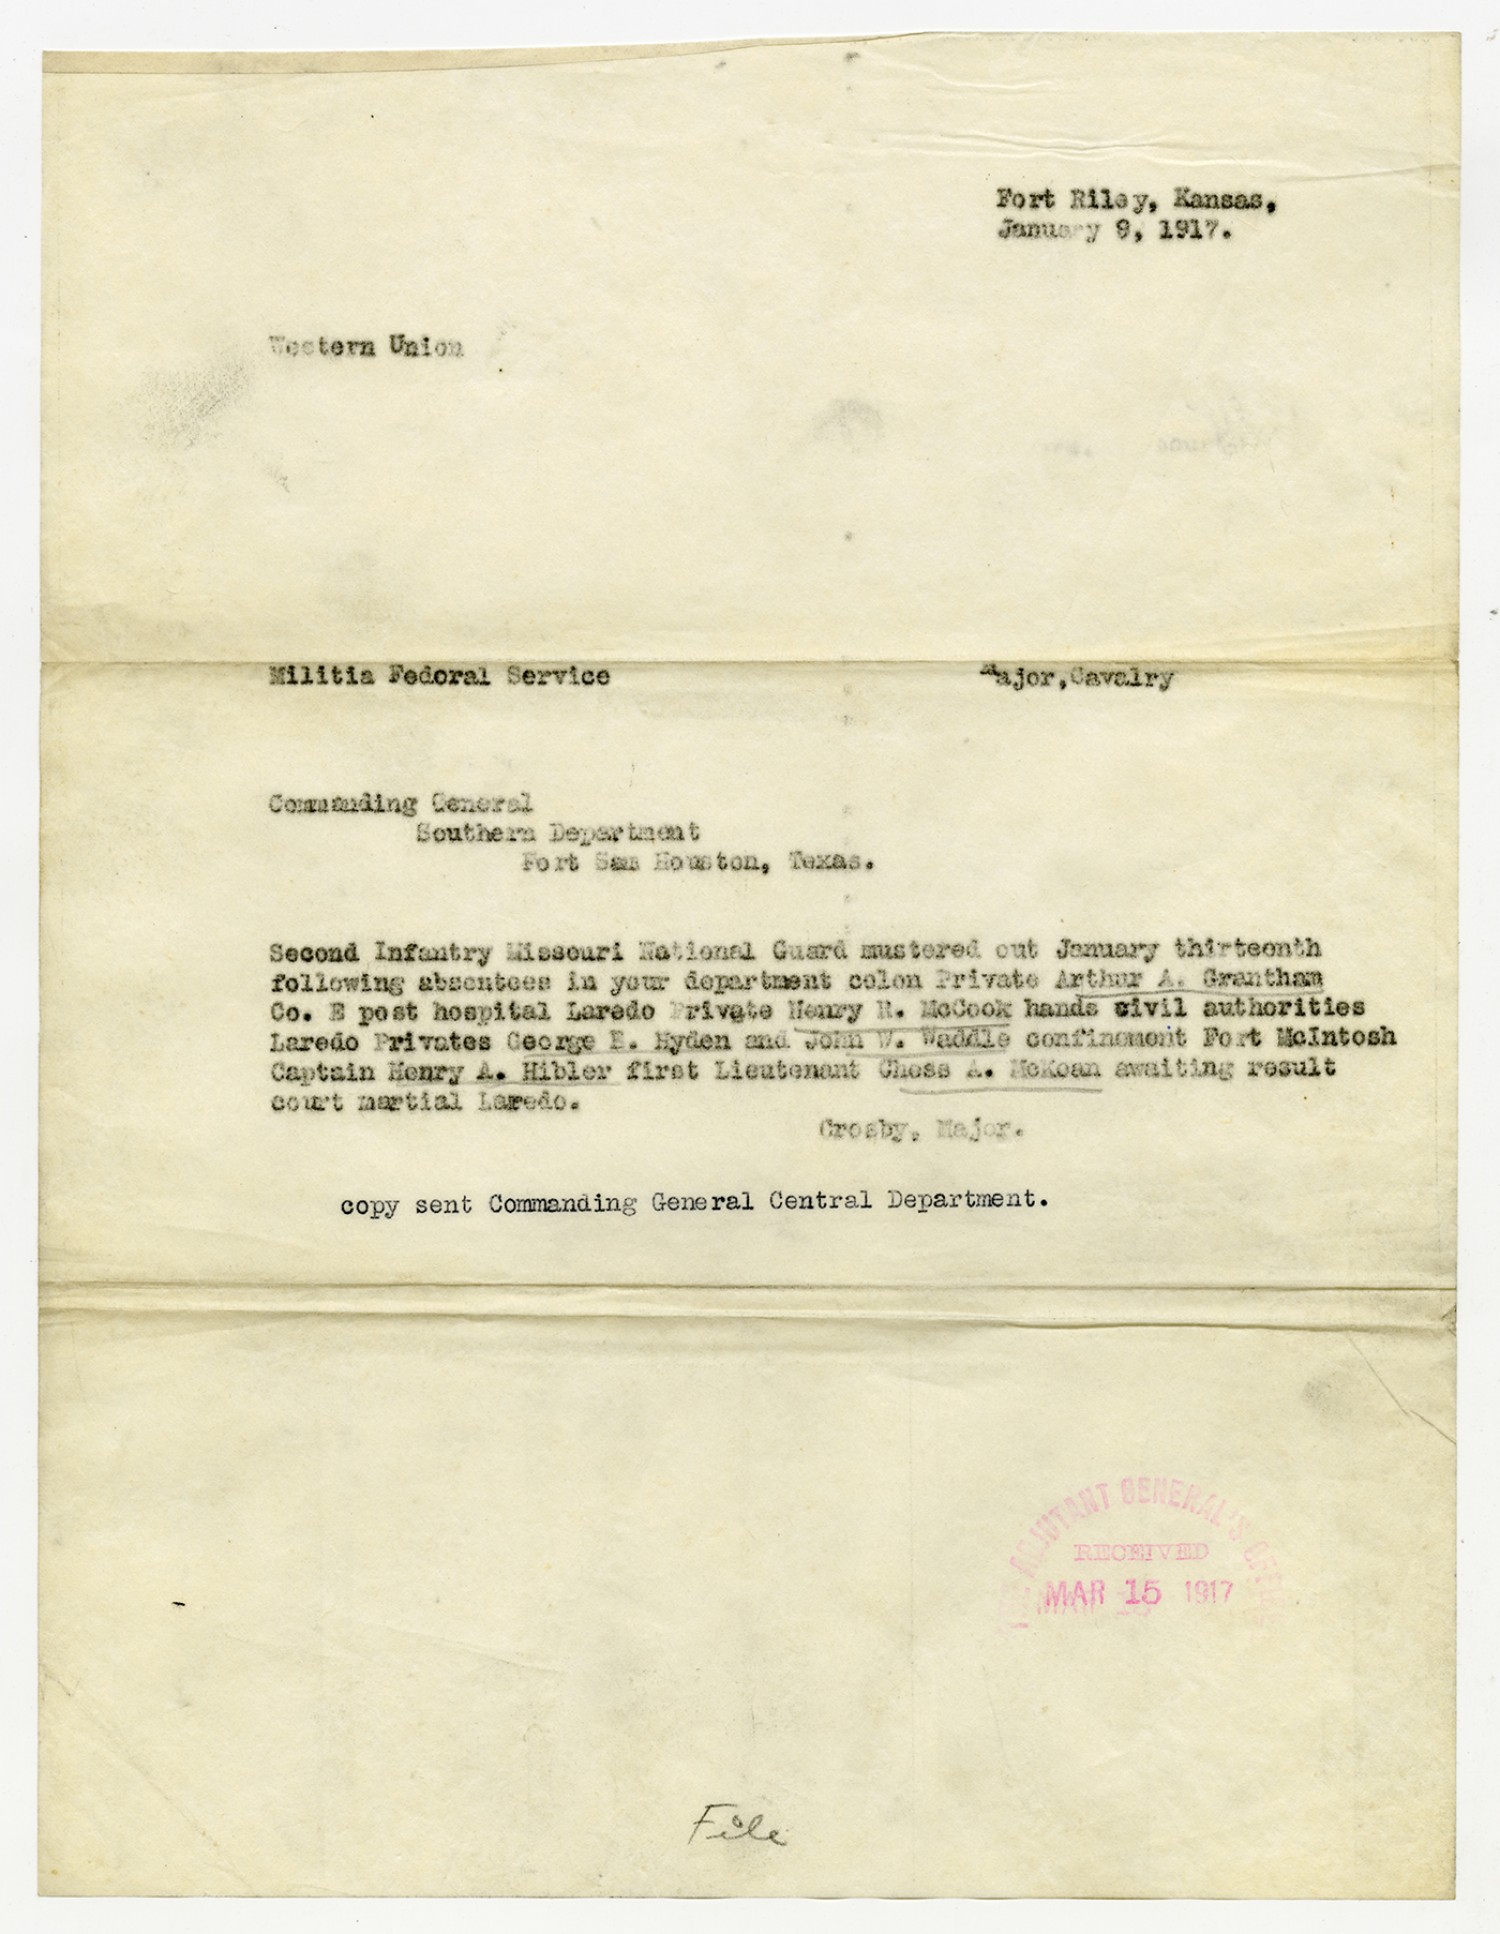 Fort Riley, Kansas,
January 9, 1917.
Western Union
Militia Federal Service
Major, Cavalry
Commanding General
Southern Department
Fort Sam Houston, Texas.
Second Infantry Missouri National Guard mustered out January thirteenth
following absentees in your department colon Private Arthur A. Grantham
Co. E post hospital Laredo Private Henry R. McCook hands civil authorities
Laredo Privates George E. Hyden and John W. Waddle confinement Fort McIntosh
Captain Henry A. Hibler first Lieutenant Chess A. McKean awaiting result
court martial Laredo.
Crosby, Major.
copy sent Commanding General Central Department.
ADJUTANT GENERAL'S OFFICE
RECEIVED
MAR 15 1917
File